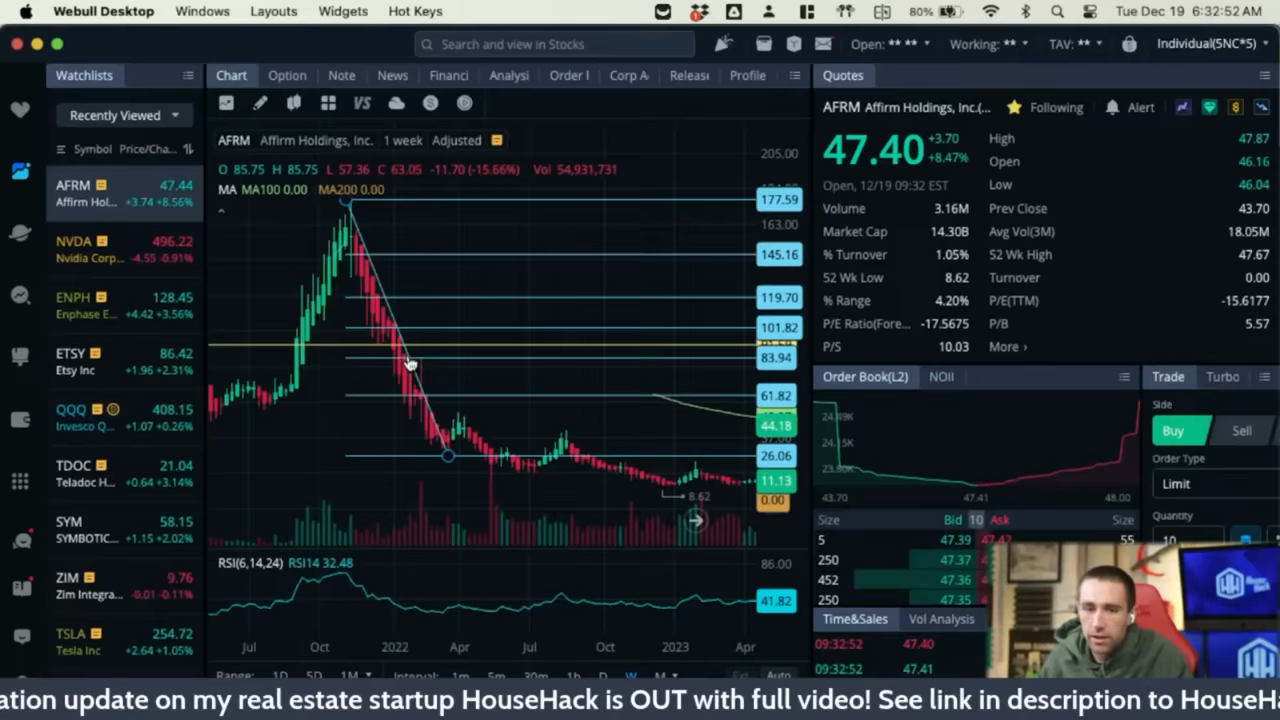 Webull Desktop Windows Layouts Widgets Hot Keys 80% Tue Dec 19 6:32:52 AM
Search and view in Stocks Open: ** ** Working: ** TAV: ** Individual(5NC*5)
Watchlists Chart Option Note News Financi Analysi Order I Corp A Releas Profile Quotes
Recently Viewed VS AFRM Affirm Holdings, Inc.(... Following Alert
Symbol Price/Cha...
AFRM Affirm Holdings, Inc. 1 week Adjusted
O 85.75 H 85.75 L 57.36 C 63.05 -11.70 (-15.66%) Vol 54,931,731
MA MA100 0.00 MA200 0.00
AFRM 47.44
Affirm Hol... +3.74 +8.56%
NVDA 496.22
Nvidia Corp... -4.55 -0.91%
ENPH 128.45
Enphase E... +4.42 +3.56%
ETSY 86.42
Etsy Inc +1.96 +2.31%
QQQ 408.15
Invesco Q... +1.07 +0.26%
TDOC 21.04
Teladoc H... +0.64 +3.14%
SYM 58.15
SYMBOTIC... +1.15 +2.02%
ZIM 9.76
Zim Integra... -0.01 -0.11%
TSLA 254.72
Tesla Inc +2.64 +1.05%
205.00
177.59
163.00
145.16
119.70
101.82
83.94
61.82
44.18
26.06
11.13
0.00
8.62
RSI(6,14,24) RSI14 32.48
86.00
41.82
Jul Oct 2022 Apr Jul Oct 2023 Apr
Range: 1D 5D 1M Interval: 1m 5m 30m 1h D W M Auto
47.40 +3.70
+8.47%
Open, 12/19 09:32 EST
High 47.87
Open 46.16
Low 46.04
Volume 3.16M Prev Close 43.70
Market Cap 14.30B Avg Vol(3M) 18.05M
% Turnover 1.05% 52 Wk High 47.67
52 Wk Low 8.62 Turnover 0.00
% Range 4.20% P/E(TTM) -15.6177
P/E Ratio(Fore... -17.5675 P/B 5.57
P/S 10.03 More ›
Order Book(L2) NOII Trade Turbo
43.70 47.41 48.00
Side
Buy Sell
Order Type
Limit
Quantity
10
Size Bid 10 Ask Size
5 47.39 55
250 47.37
452 47.36
250 47.35
Time&Sales Vol Analysis
09:32:52 47.40
09:32:52 47.41
ation update on my real estate startup HouseHack is OUT with full video! See link in description to HouseHa